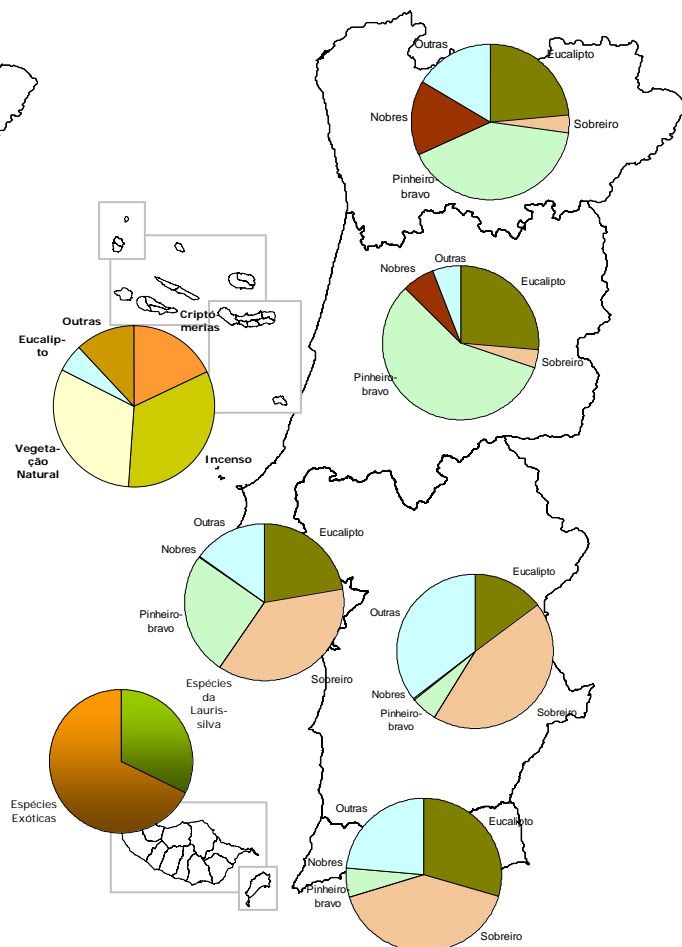 Outras
Eucalipto
Nobres
Sobreiro
Pinheiro-
bravo
Outras
Nobres
Eucalipto
Sobreiro
Pinheiro-
bravo
Outras
Criptó-
mérias
Eucalip-
to
Vegeta-
ção
Natural
Incenso
Outras
Eucalipto
Nobres
Pinheiro-
bravo
Sobreiro
Eucalipto
Outras
Nobres
Pinheiro-
bravo
Sobreiro
Espécies
da
Lauris-
silva
Espécies
Exóticas
Outras
Eucalipto
Nobres
Pinheiro-
bravo
Sobreiro